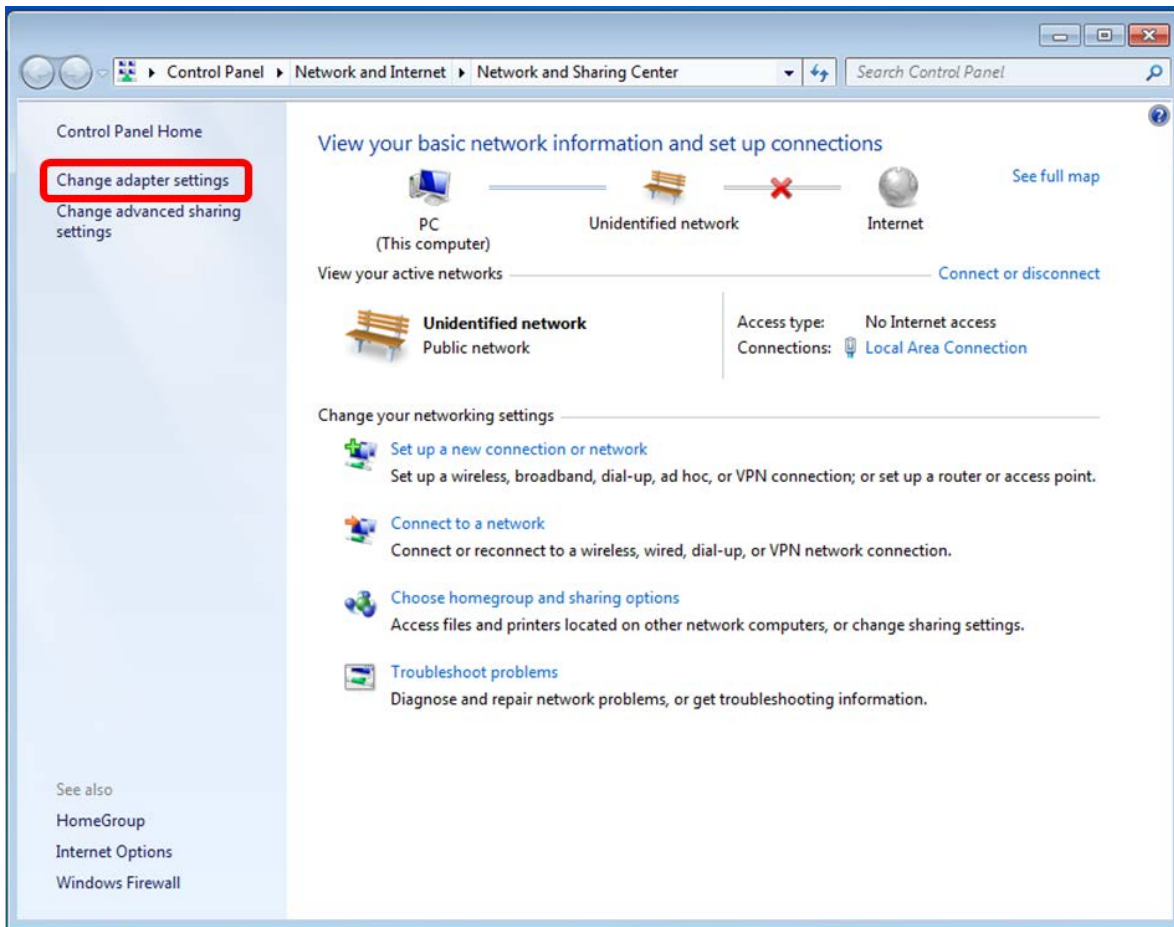 Control Panel ▸ Network and Internet ▸ Network and Sharing Center
Search Control Panel
Control Panel Home
Change adapter settings
Change advanced sharing
settings
See also
HomeGroup
Internet Options
Windows Firewall
View your basic network information and set up connections
See full map
PC
(This computer)
Unidentified network
Internet
View your active networks
Connect or disconnect
Unidentified network
Public network
Access type: No Internet access
Connections: Local Area Connection
Change your networking settings
Set up a new connection or network
Set up a wireless, broadband, dial-up, ad hoc, or VPN connection; or set up a router or access point.
Connect to a network
Connect or reconnect to a wireless, wired, dial-up, or VPN network connection.
Choose homegroup and sharing options
Access files and printers located on other network computers, or change sharing settings.
Troubleshoot problems
Diagnose and repair network problems, or get troubleshooting information.